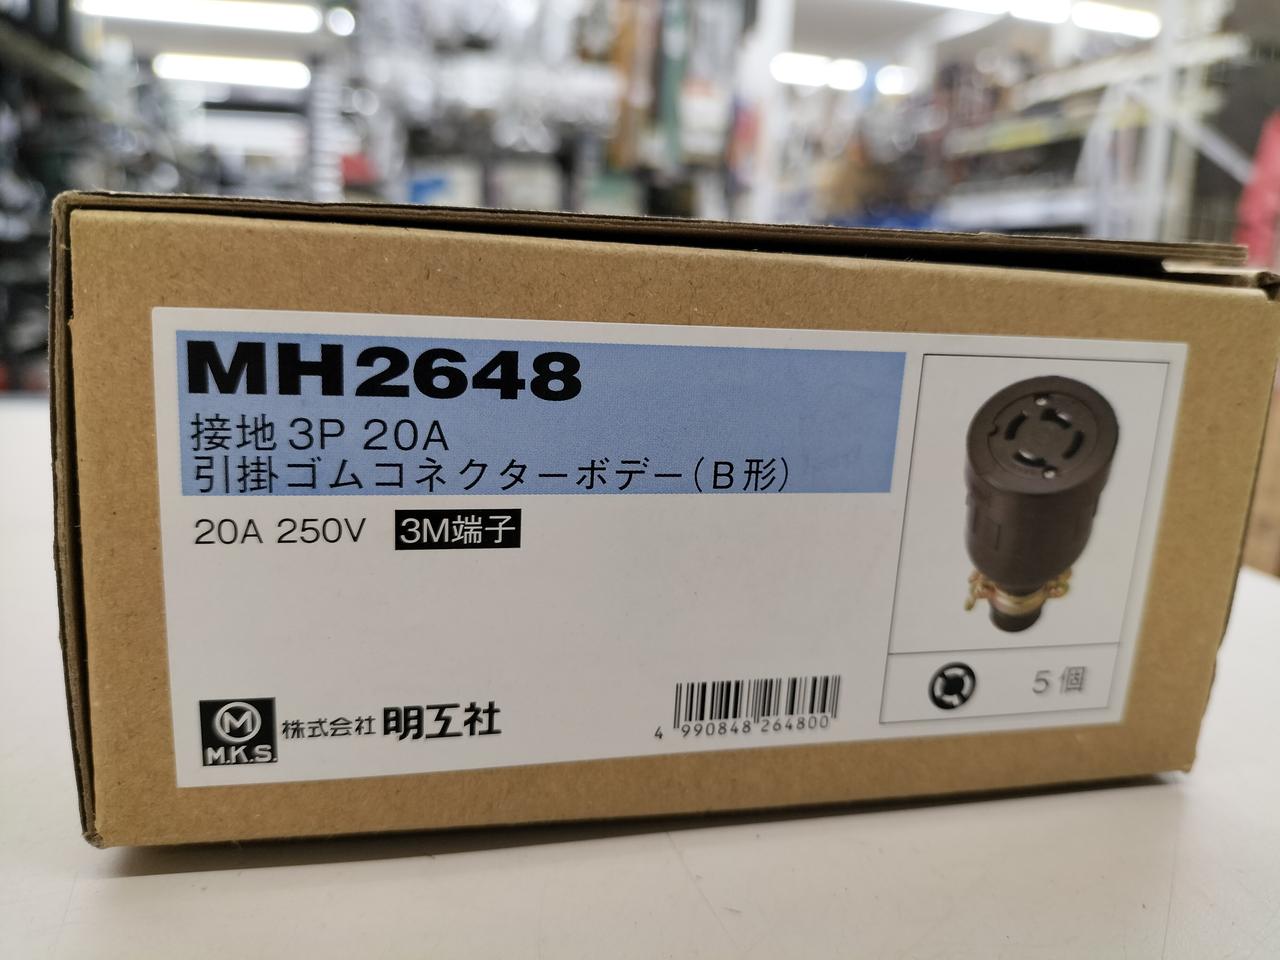 MH2648
接地3P 20A
引掛ゴムコネクターボデー(B形)
20A 250V 3M端子
5個
M
M.K.S.
株式会社 明工社
4 990848 264800